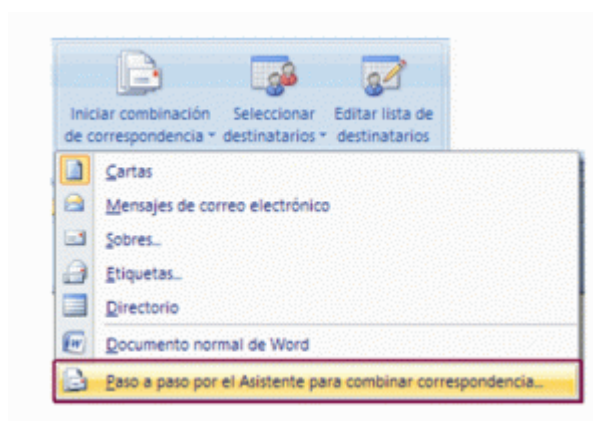 Iniciar combinación Seleccionar Editar lista de
de correspondencia destinatarios destinatarios
Cartas
Mensajes de correo electrónico
Sobres...
Etiquetas...
Directorio
Documento normal de Word
Paso a paso por el Asistente para combinar correspondencia...